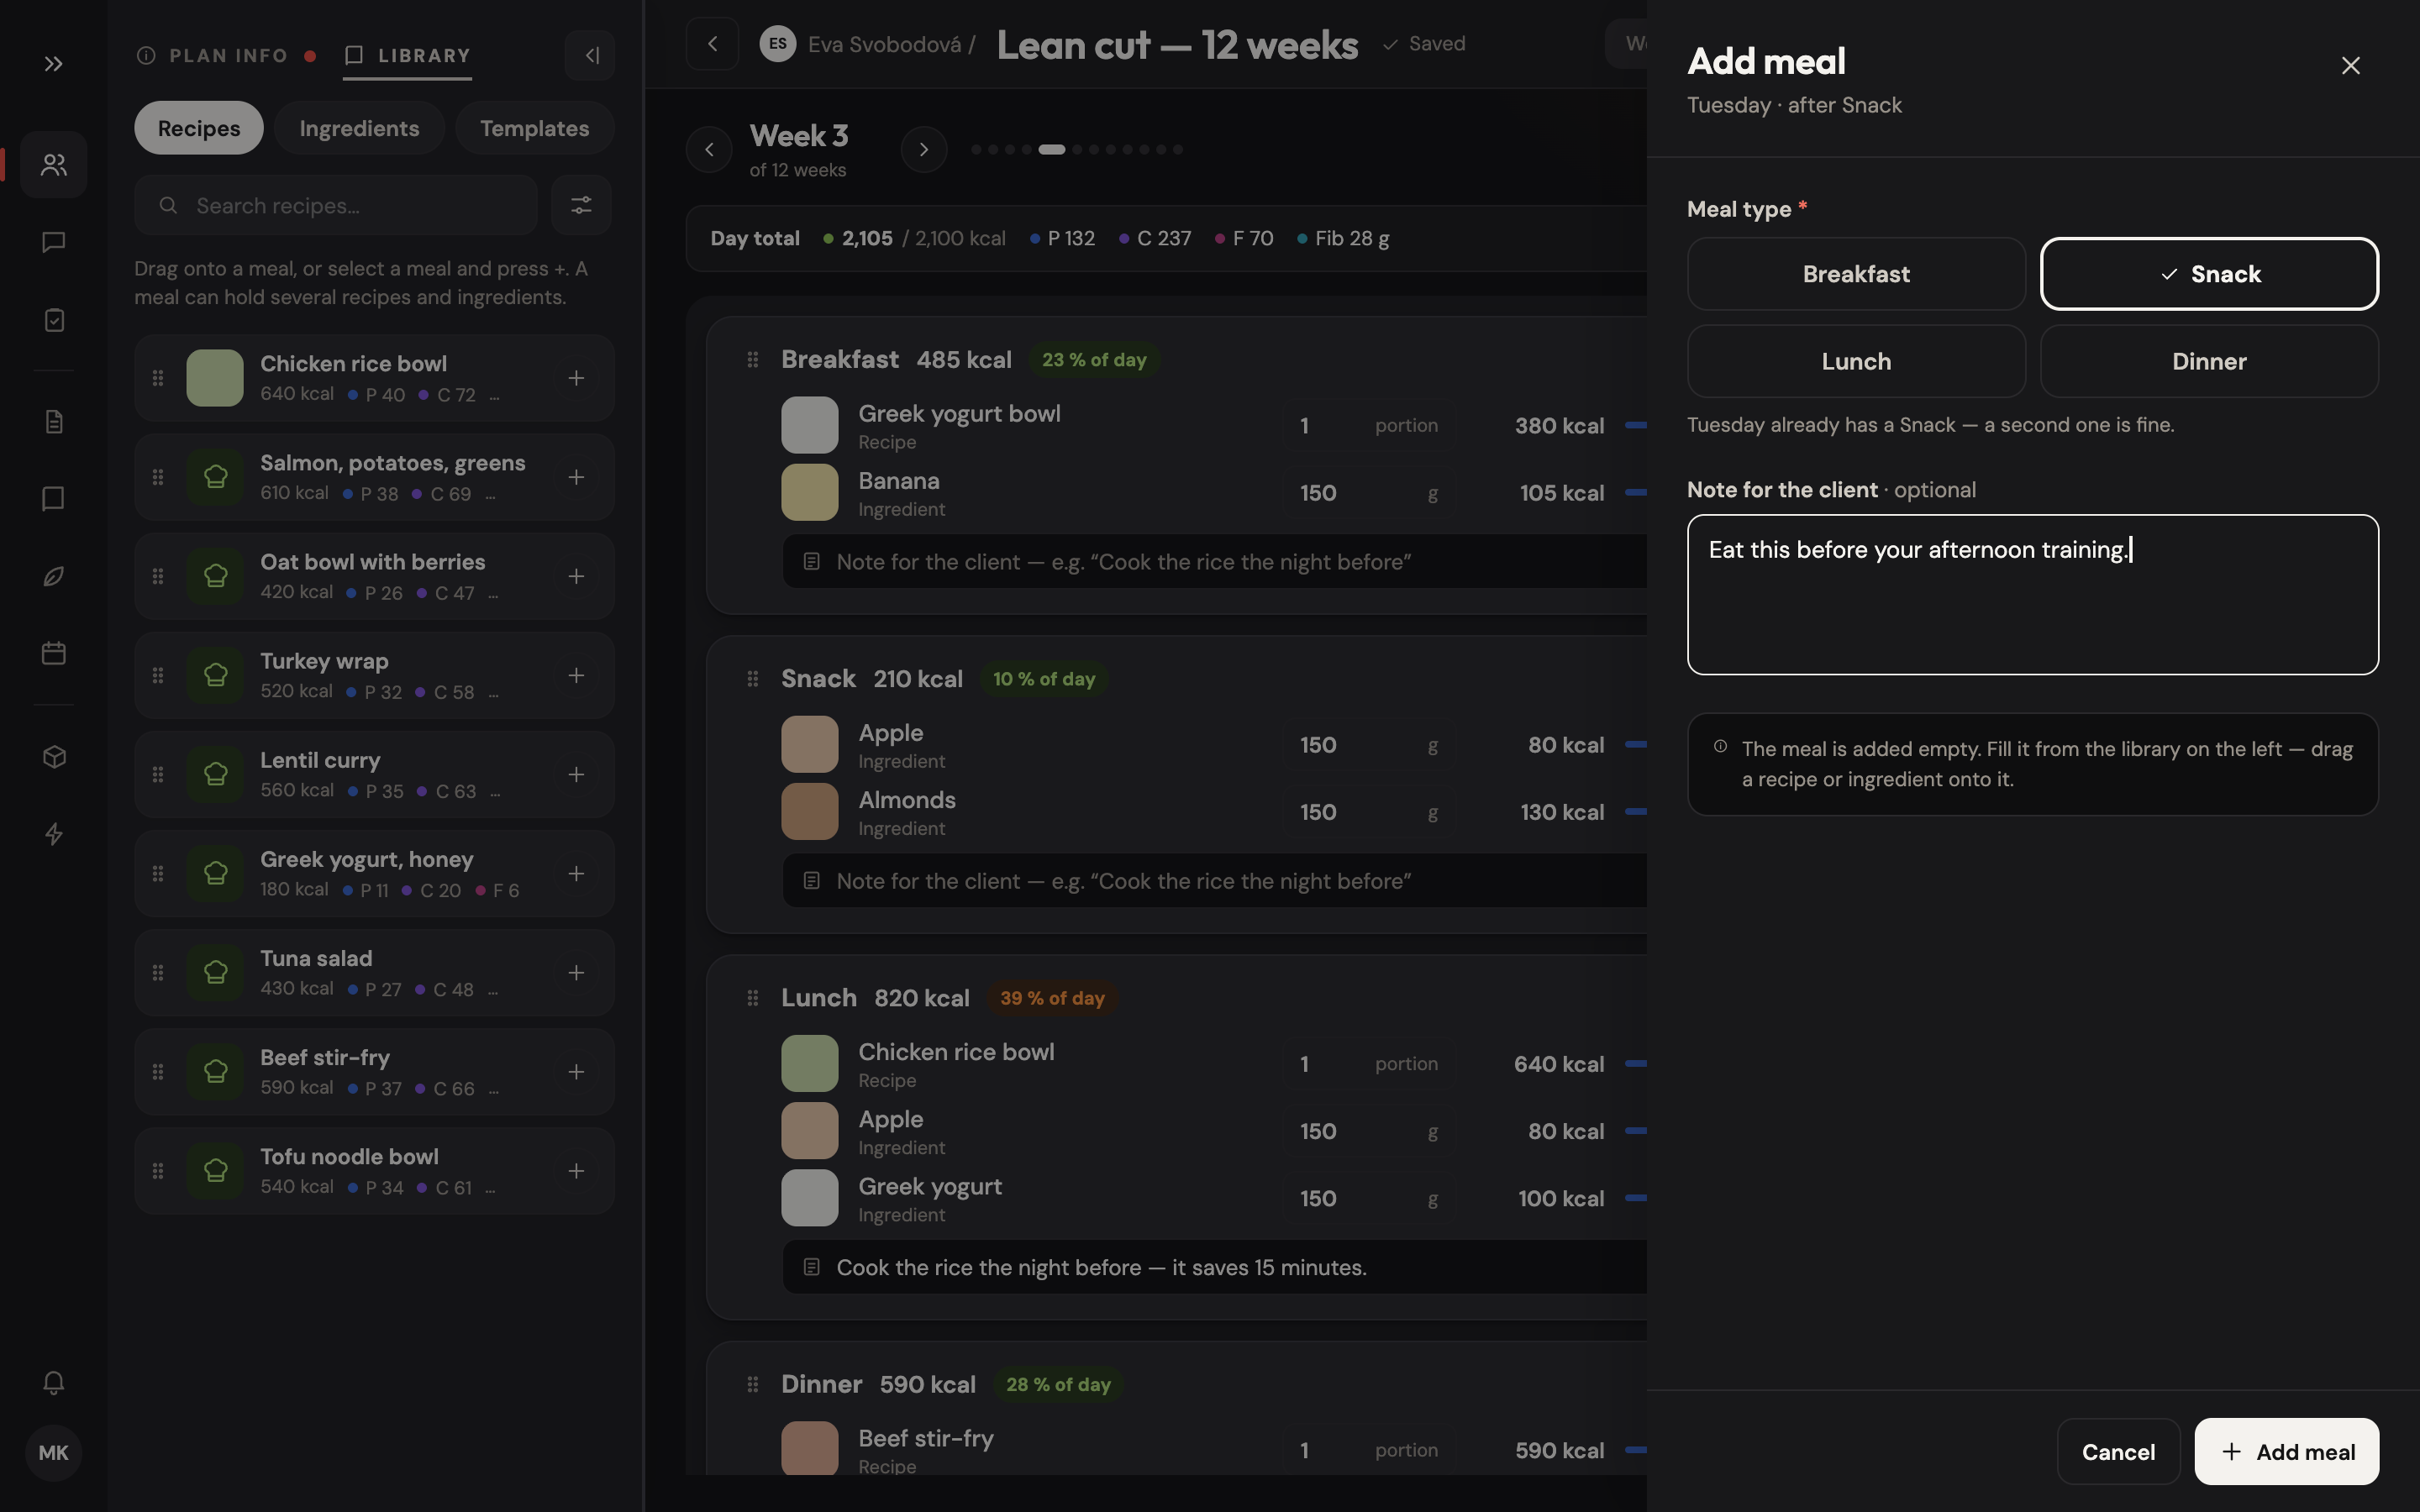 PLAN INFO
LIBRARY
Recipes
Ingredients
Templates
Search recipes...
Drag onto a meal, or select a meal and press +. A
meal can hold several recipes and ingredients.
Chicken rice bowl
640 kcal P 40 C 72 ...
Salmon, potatoes, greens
610 kcal P 38 C 69 ...
Oat bowl with berries
420 kcal P 26 C 47 ...
Turkey wrap
520 kcal P 32 C 58 ...
Lentil curry
560 kcal P 35 C 63 ...
Greek yogurt, honey
180 kcal P 11 C 20 F 6
Tuna salad
430 kcal P 27 C 48 ...
Beef stir-fry
590 kcal P 37 C 66 ...
Tofu noodle bowl
540 kcal P 34 C 61 ...
MK
ES Eva Svobodová / Lean cut — 12 weeks Saved
Week 3
of 12 weeks
Day total 2,105 / 2,100 kcal P 132 C 237 F 70 Fib 28 g
Breakfast 485 kcal 23 % of day
Greek yogurt bowl
Recipe
1 portion 380 kcal
Banana
Ingredient
150 g 105 kcal
Note for the client — e.g. “Cook the rice the night before”
Snack 210 kcal 10 % of day
Apple
Ingredient
150 g 80 kcal
Almonds
Ingredient
150 g 130 kcal
Note for the client — e.g. “Cook the rice the night before”
Lunch 820 kcal 39 % of day
Chicken rice bowl
Recipe
1 portion 640 kcal
Apple
Ingredient
150 g 80 kcal
Greek yogurt
Ingredient
150 g 100 kcal
Cook the rice the night before — it saves 15 minutes.
Dinner 590 kcal 28 % of day
Beef stir-fry
Recipe
1 portion 590 kcal
Add meal
Tuesday · after Snack
Meal type *
Breakfast
Snack
Lunch
Dinner
Tuesday already has a Snack — a second one is fine.
Note for the client · optional
Eat this before your afternoon training.
The meal is added empty. Fill it from the library on the left — drag
a recipe or ingredient onto it.
Cancel
Add meal